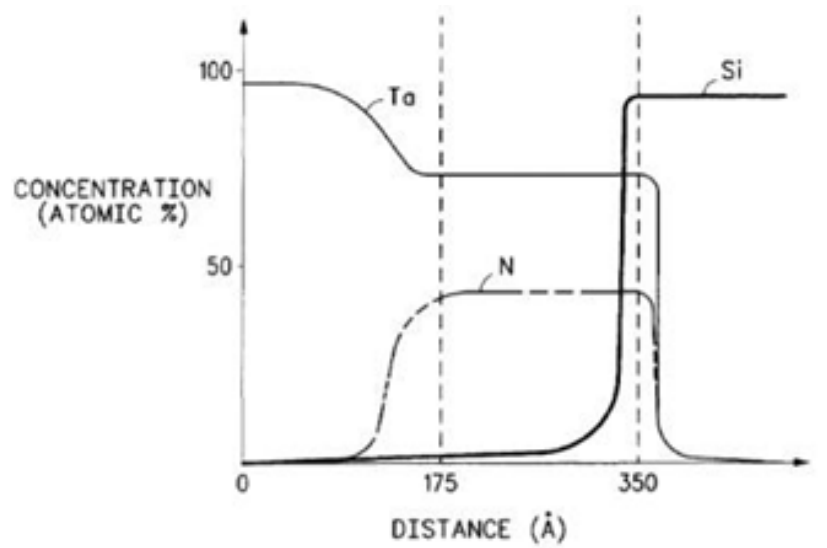 100
Ta
Si
CONCENTRATION
(ATOMIC %)
50
N
0
175
350
DISTANCE (Å)